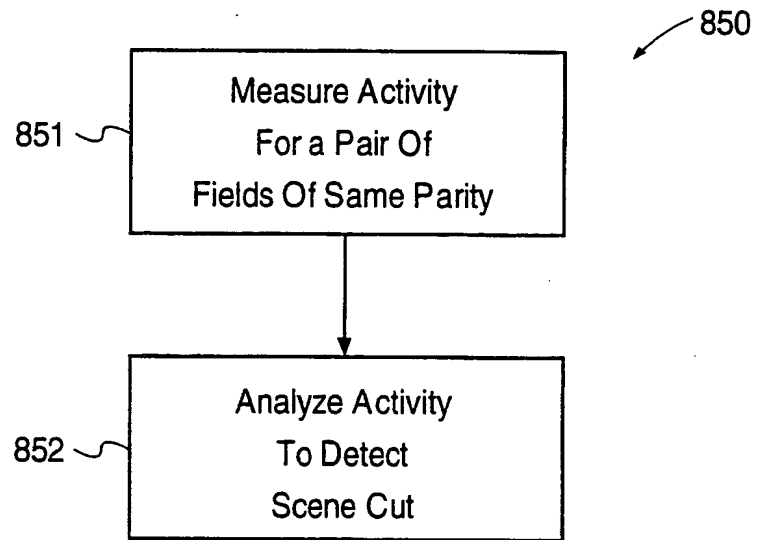 850
Measure Activity
851
For a Pair Of
Fields Of Same Parity
Analyze Activity
852
To Detect
Scene Cut